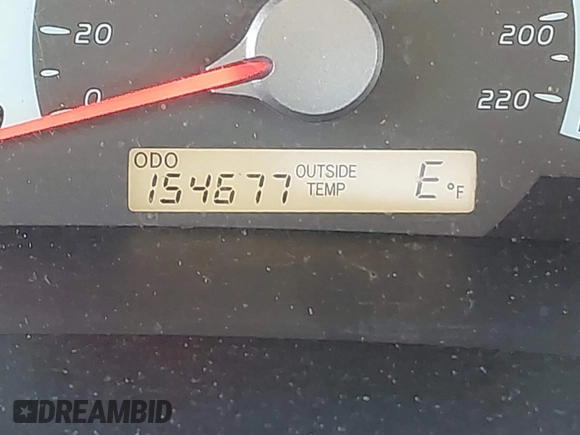 20
0
200
220
ODO
154677
OUTSIDE
TEMP
E °F
DREAMBID